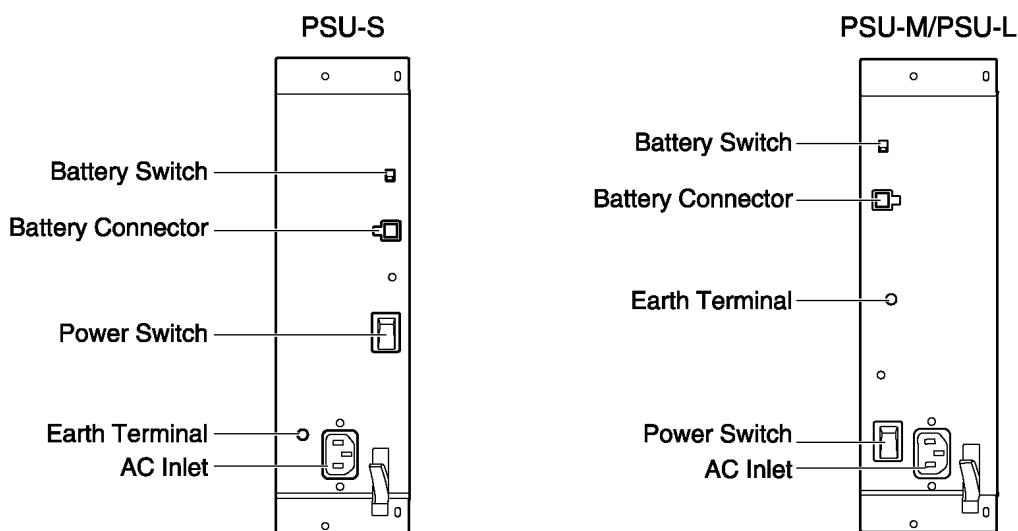 PSU-S
Battery Switch
Battery Connector
Power Switch
Earth Terminal
AC Inlet
PSU-M/PSU-L
Battery Switch
Battery Connector
Earth Terminal
Power Switch
AC Inlet